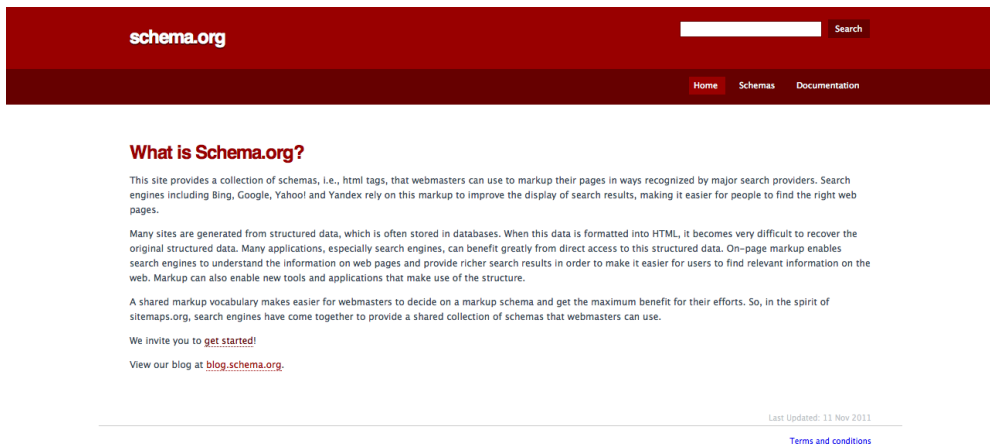 schema.org
Search
Home Schemas Documentation
What is Schema.org?
This site provides a collection of schemas, i.e., html tags, that webmasters can use to markup their pages in ways recognized by major search providers. Search
engines including Bing, Google, Yahoo! and Yandex rely on this markup to improve the display of search results, making it easier for people to find the right web
pages.
Many sites are generated from structured data, which is often stored in databases. When this data is formatted into HTML, it becomes very difficult to recover the
original structured data. Many applications, especially search engines, can benefit greatly from direct access to this structured data. On-page markup enables
search engines to understand the information on web pages and provide richer search results in order to make it easier for users to find relevant information on the
web. Markup can also enable new tools and applications that make use of the structure.
A shared markup vocabulary makes easier for webmasters to decide on a markup schema and get the maximum benefit for their efforts. So, in the spirit of
sitemaps.org, search engines have come together to provide a shared collection of schemas that webmasters can use.
We invite you to get started!
View our blog at blog.schema.org.
Last Updated: 11 Nov 2011
Terms and conditions